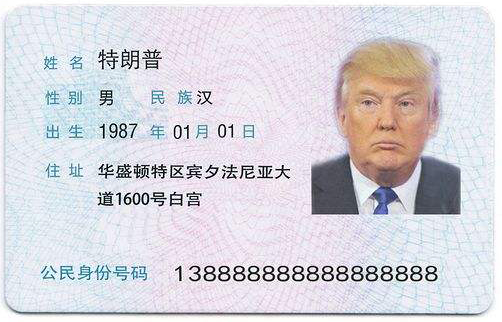 姓名 特朗普
性别 男 民族 汉
出生 1987 年 01 月 01 日
住址 华盛顿特区宾夕法尼亚大
道1600号白宫
公民身份号码 138888888888888888